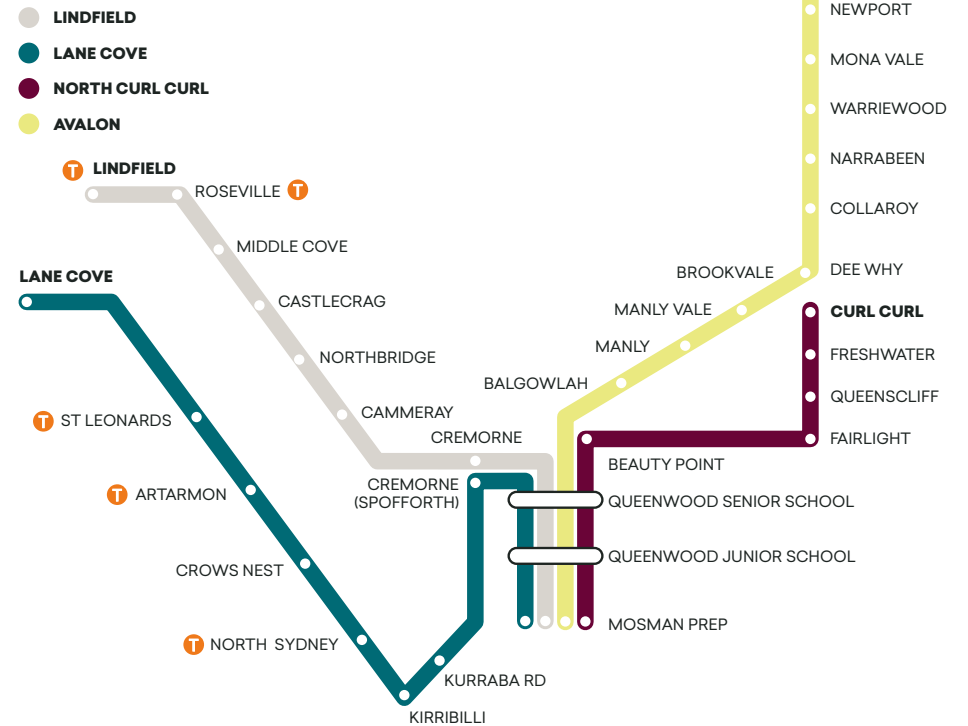 LINDFIELD
LANE COVE
NORTH CURL CURL
AVALON
NEWPORT
MONA VALE
WARRIEWOOD
NARRABEEN
COLLAROY
DEE WHY
BROOKVALE
MANLY VALE
MANLY
BALGOWLAH
T LINDFIELD
ROSEVILLE T
MIDDLE COVE
CASTLECRAG
NORTHBRIDGE
CAMMERAY
CREMORNE
LANE COVE
T ST LEONARDS
T ARTARMON
CROWS NEST
T NORTH SYDNEY
KIRRIBILLI
KURRABA RD
CREMORNE
(SPOFFORTH)
CURL CURL
FRESHWATER
QUEENSCLIFF
FAIRLIGHT
BEAUTY POINT
QUEENWOOD SENIOR SCHOOL
QUEENWOOD JUNIOR SCHOOL
MOSMAN PREP